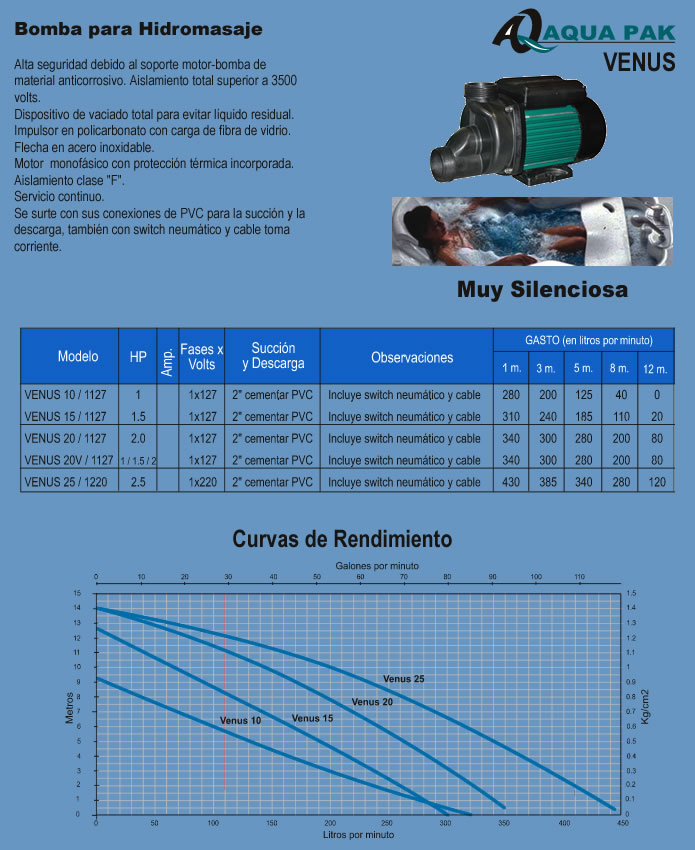 Bomba para Hidromasaje
AQUA PAK
VENUS
Alta seguridad debido al soporte motor-bomba de
material anticorrosivo. Aislamiento total superior a 3500
volts.
Dispositivo de vaciado total para evitar liquido residual.
Impulsor en policarbonato con carga de fibra de vidrio.
Flecha en acero inoxidable.
Motor monofásico con protección térmica incorporada.
Aislamiento clase "F".
Servicio continuo.
Se surte con sus conexiones de PVC para la succión y la
descarga, también con switch neumático y cable toma
corriente.
Muy Silenciosa
Modelo HP Amp. Fases x Volts Succión y Descarga Observaciones GASTO (en litros por minuto)
1 m. 3 m. 5 m. 8 m. 12 m.
VENUS 10 / 1127 1 1x127 2" cementar PVC Incluye switch neumático y cable 280 200 125 40 0
VENUS 15 / 1127 1.5 1x127 2" cementar PVC Incluye switch neumático y cable 310 240 185 110 20
VENUS 20 / 1127 2.0 1x127 2" cementar PVC Incluye switch neumático y cable 340 300 280 200 80
VENUS 20V / 1127 1 / 1.5 / 2 1x127 2" cementar PVC Incluye switch neumático y cable 340 300 280 200 80
VENUS 25 / 1220 2.5 1x220 2" cementar PVC Incluye switch neumático y cable 430 385 340 280 120
Curvas de Rendimiento
Galones por minuto
0 10 20 30 40 50 60 70 80 90 100 110
15 1.5
14 1.4
13 1.3
12 1.2
11 1.1
10 1
9 0.9
8 0.8
7 0.7
6 0.6
5 0.5
4 0.4
3 0.3
2 0.2
1 0.1
0 0
Metros
Kg/cm2
Venus 25
Venus 20
Venus 15
Venus 10
0 50 100 150 200 250 300 350 400 450
Litros por minuto